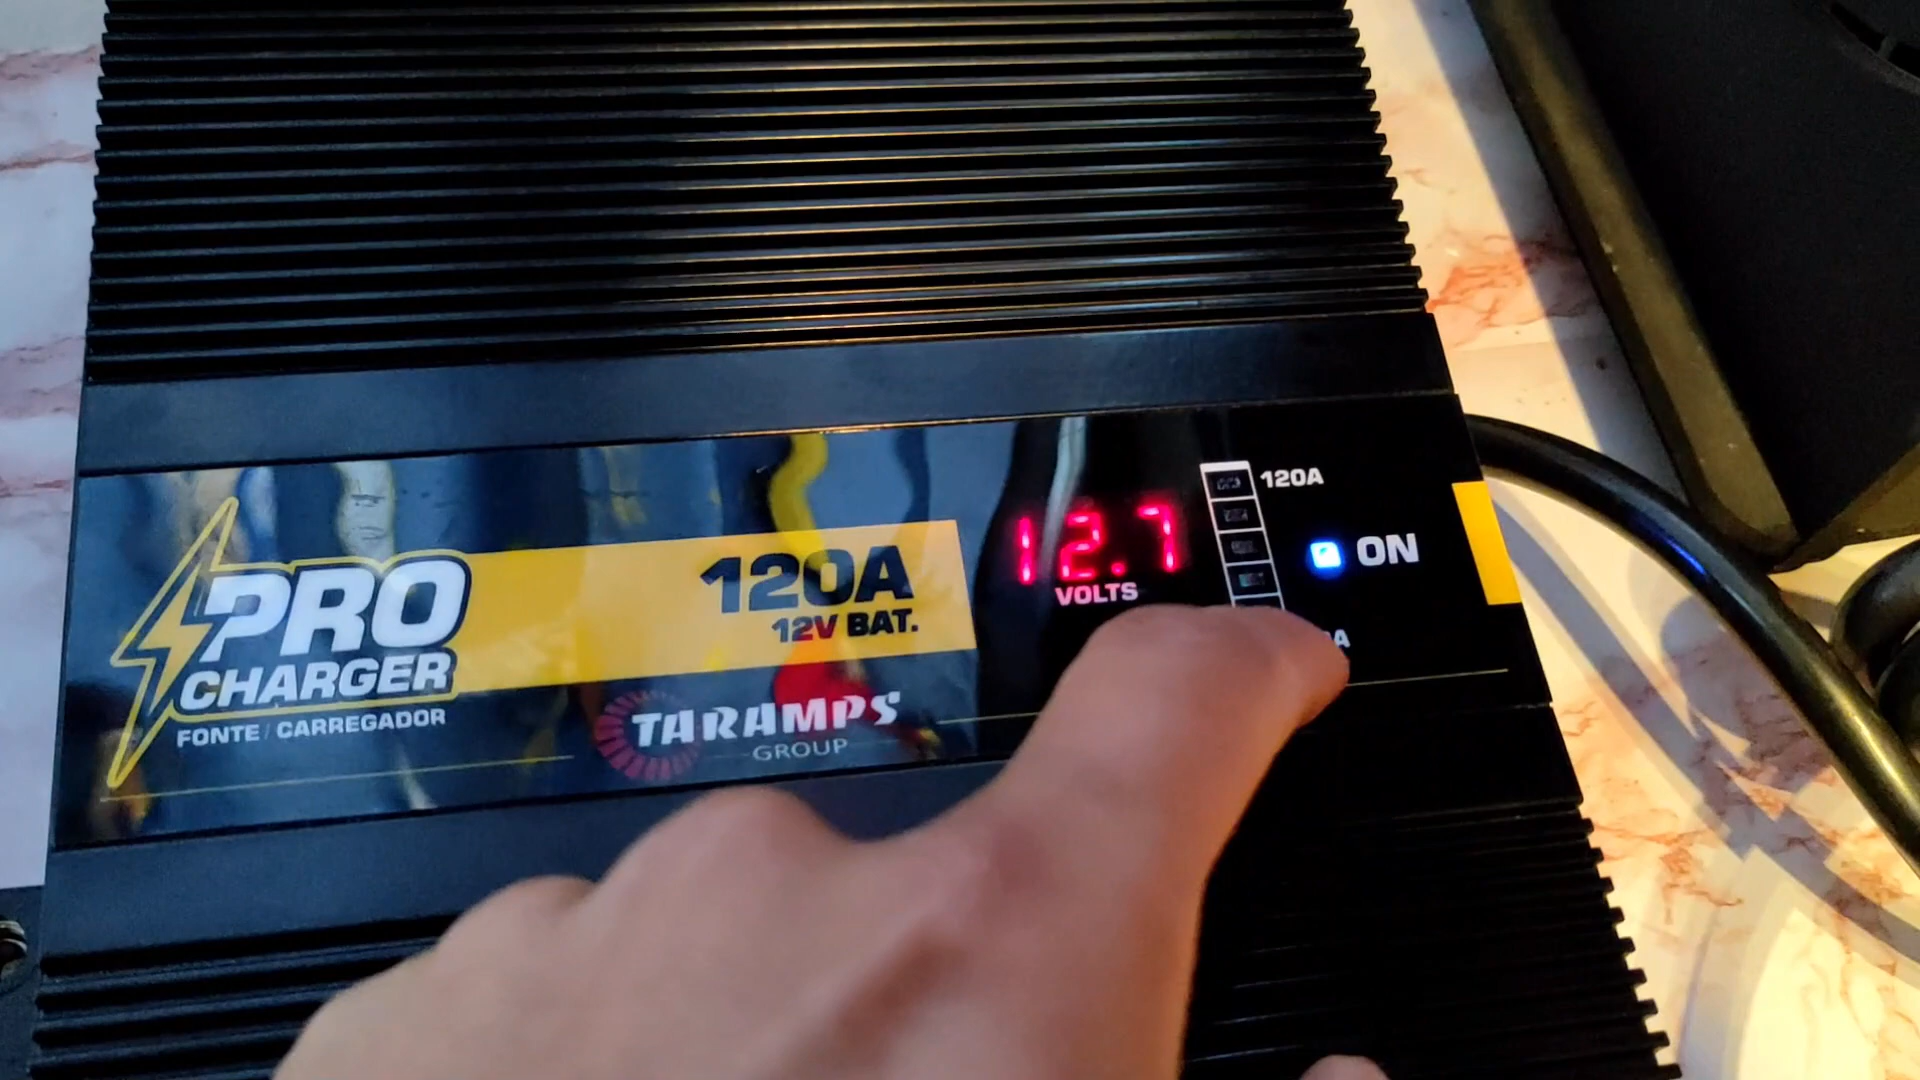 PRO
CHARGER
FONTE / CARREGADOR
120A
12V BAT.
TARAMPS
GROUP
12.7
VOLTS
120A
ON